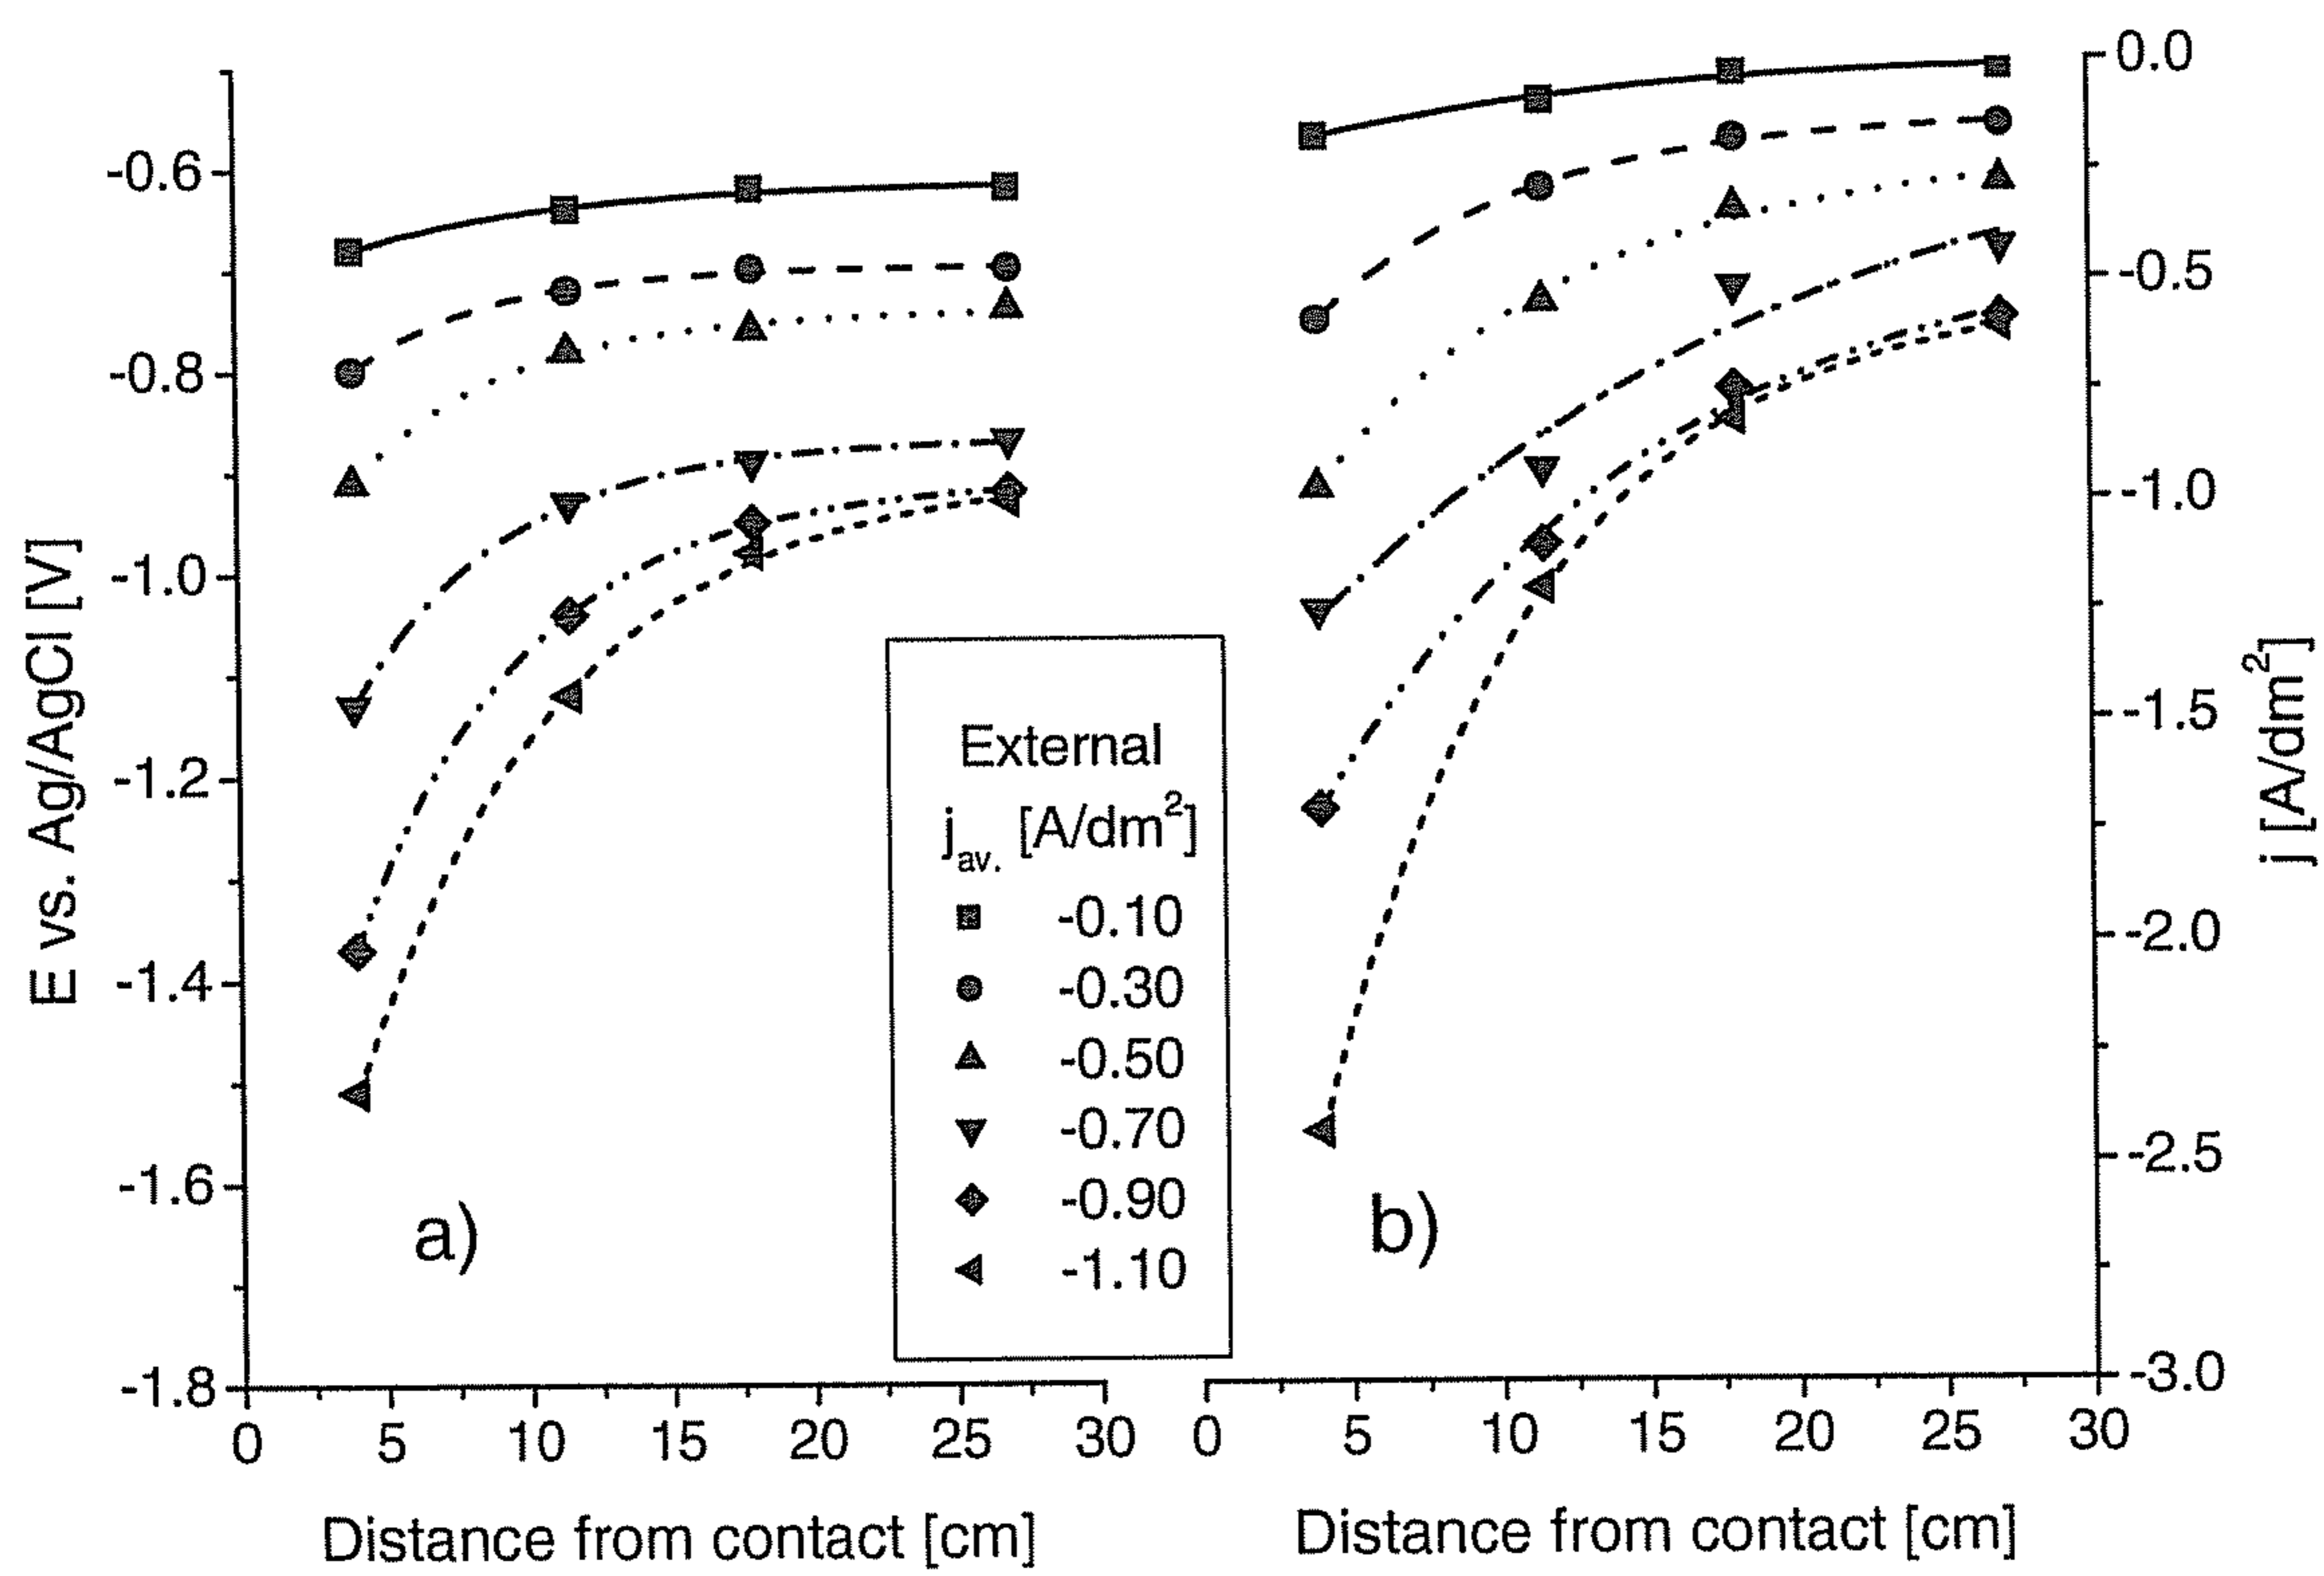 -0.6
-0.8
-1.0
-1.2
-1.4
-1.6
-1.8
E vs. Ag/AgCl [V]
0 5 10 15 20 25 30
Distance from contact [cm]
a)
External
j av. [A/dm2]
-0.10
-0.30
-0.50
-0.70
-0.90
-1.10
b)
0.0
-0.5
-1.0
-1.5
-2.0
-2.5
-3.0
j [A/dm2]
0 5 10 15 20 25 30
Distance from contact [cm]